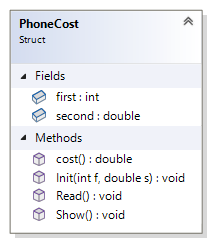 PhoneCost
Struct
Fields
first : int
second : double
Methods
cost() : double
Init(int f, double s) : void
Read() : void
Show() : void